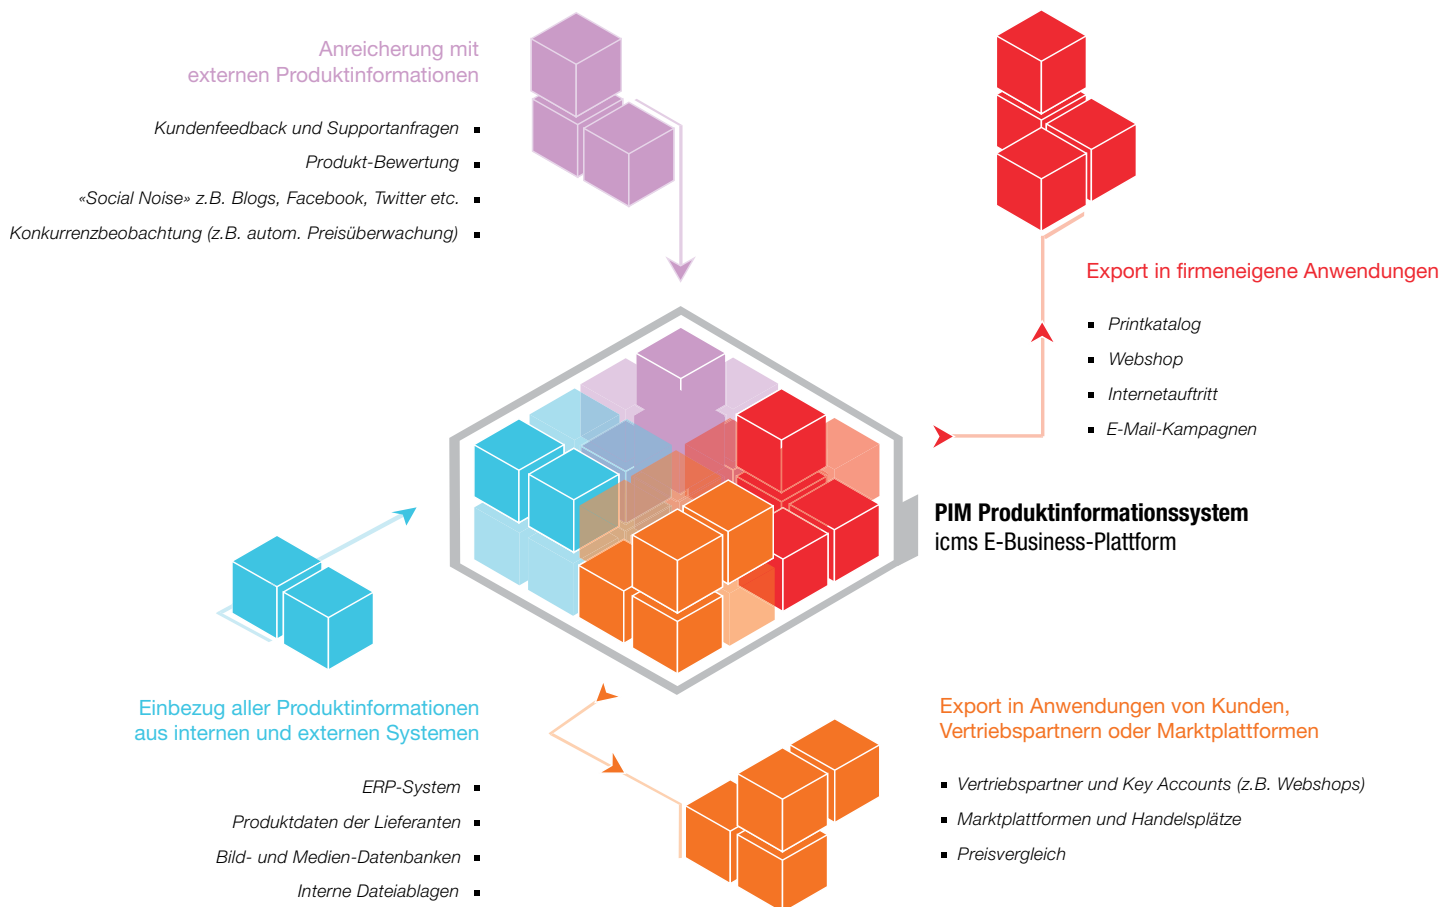 Anreicherung mit
externen Produktinformationen
Kundenfeedback und Supportanfragen
Produkt-Bewertung
«Social Noise» z.B. Blogs, Facebook, Twitter etc.
Konkurrenzbeobachtung (z.B. autom. Preisüberwachung)
Export in firmeneigene Anwendungen
Printkatalog
Webshop
Internetauftritt
E-Mail-Kampagnen
PIM Produktinformationssystem
icms E-Business-Plattform
Einbezug aller Produktinformationen
aus internen und externen Systemen
ERP-System
Produktdaten der Lieferanten
Bild- und Medien-Datenbanken
Interne Dateiablagen
Export in Anwendungen von Kunden,
Vertriebspartnern oder Marktplattformen
Vertriebspartner und Key Accounts (z.B. Webshops)
Marktplattformen und Handelsplätze
Preisvergleich